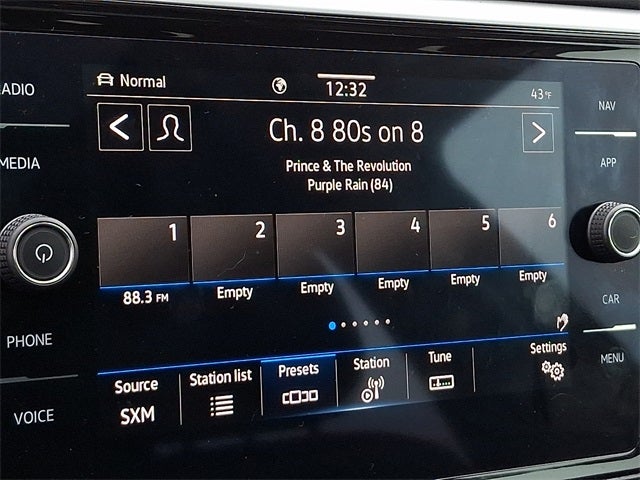 RADIO
MEDIA
PHONE
VOICE
Normal
12:32
43°F
Ch. 8 80s on 8
Prince & The Revolution
Purple Rain (84)
1
2
3
4
5
6
88.3 FM
Empty
Empty
Empty
Empty
Empty
Source
SXM
Station list
Presets
Station
Tune
Settings
NAV
APP
CAR
MENU